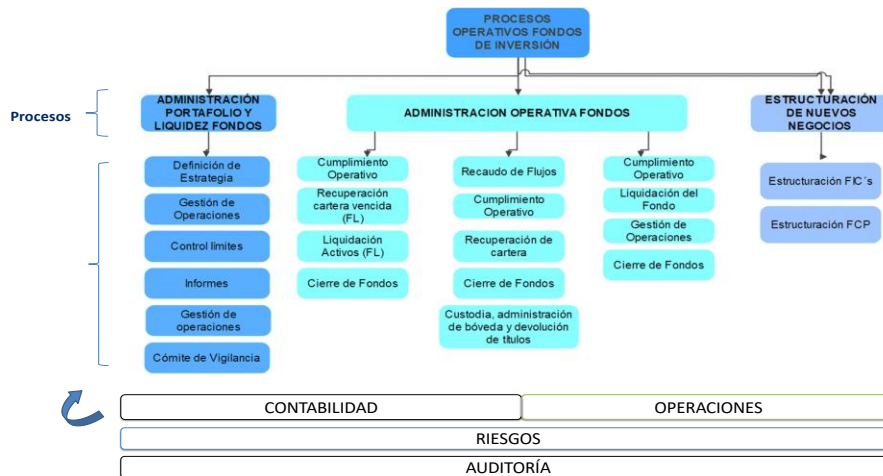 PROCESOS
OPERATIVOS FONDOS
DE INVERSIÓN
Procesos
ADMINISTRACIÓN
PORTAFOLIO Y
LIQUIDEZ FONDOS
ADMINISTRACION OPERATIVA FONDOS
ESTRUCTURACIÓN
DE NUEVOS
NEGOCIOS
Definición de
Estrategia
Gestión de
Operaciones
Control límites
Informes
Gestión de
operaciones
Cómite de Vigilancia
Cumplimiento
Operativo
Recuperación
cartera vencida
(FL)
Liquidación
Activos (FL)
Cierre de Fondos
Recaudo de Flujos
Cumplimiento
Operativo
Recuperación de
cartera
Cierre de Fondos
Custodia, administración
de bóveda y devolución
de títulos
Cumplimiento
Operativo
Liquidación del
Fondo
Gestión de
Operaciones
Cierre de Fondos
Estructuración FIC´s
Estructuración FCP
CONTABILIDAD
OPERACIONES
RIESGOS
AUDITORÍA